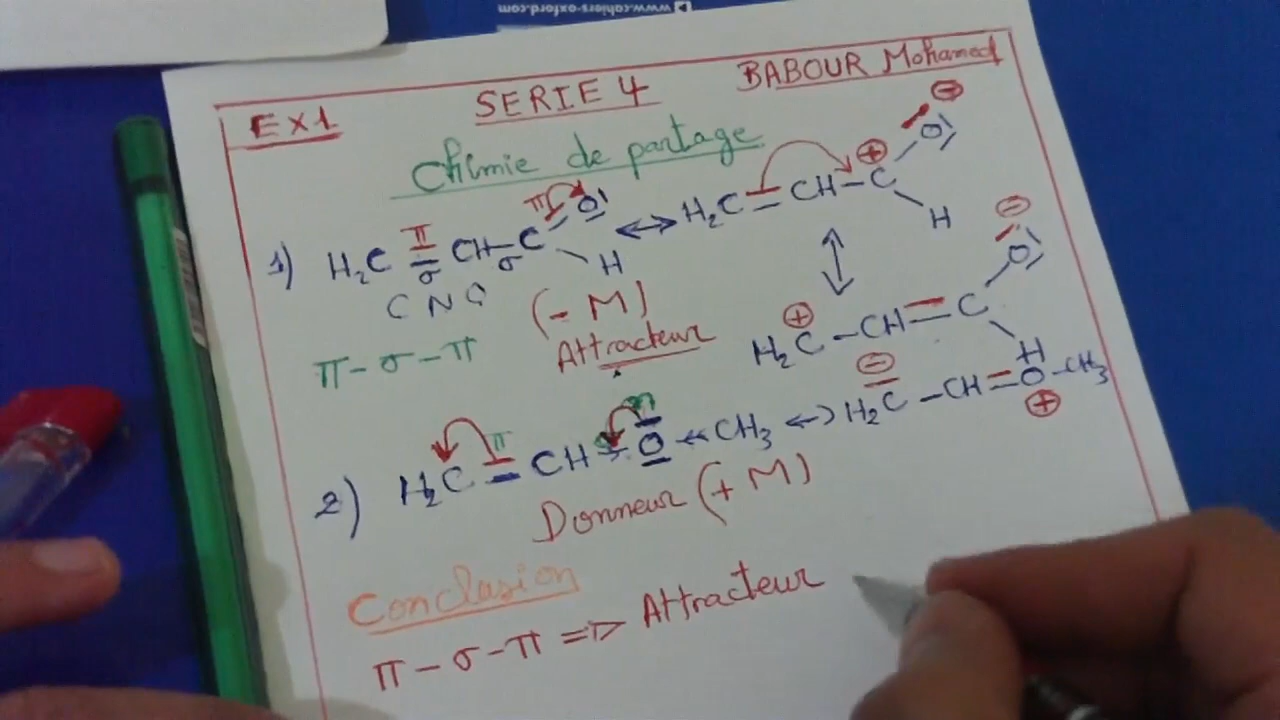 www.cahiers-oxford.com
SERIE 4
BABOUR Mohamed
EX1
Chimie de partage
1) H₂C = CH - C = O H ↔ H₂C = CH - C ⊕ O ⊖ H
π σ σ π
C N O
(- M)
π - σ - π
Attracteur
H₂C ⊕ - CH = C O ⊖ H
2) H₂C = CH - O ← CH₃ ↔ H₂C ⊖ - CH = O ⊕ - CH₃
π σ n
Donneur (+ M)
Conclusion
π - σ - π => Attracteur